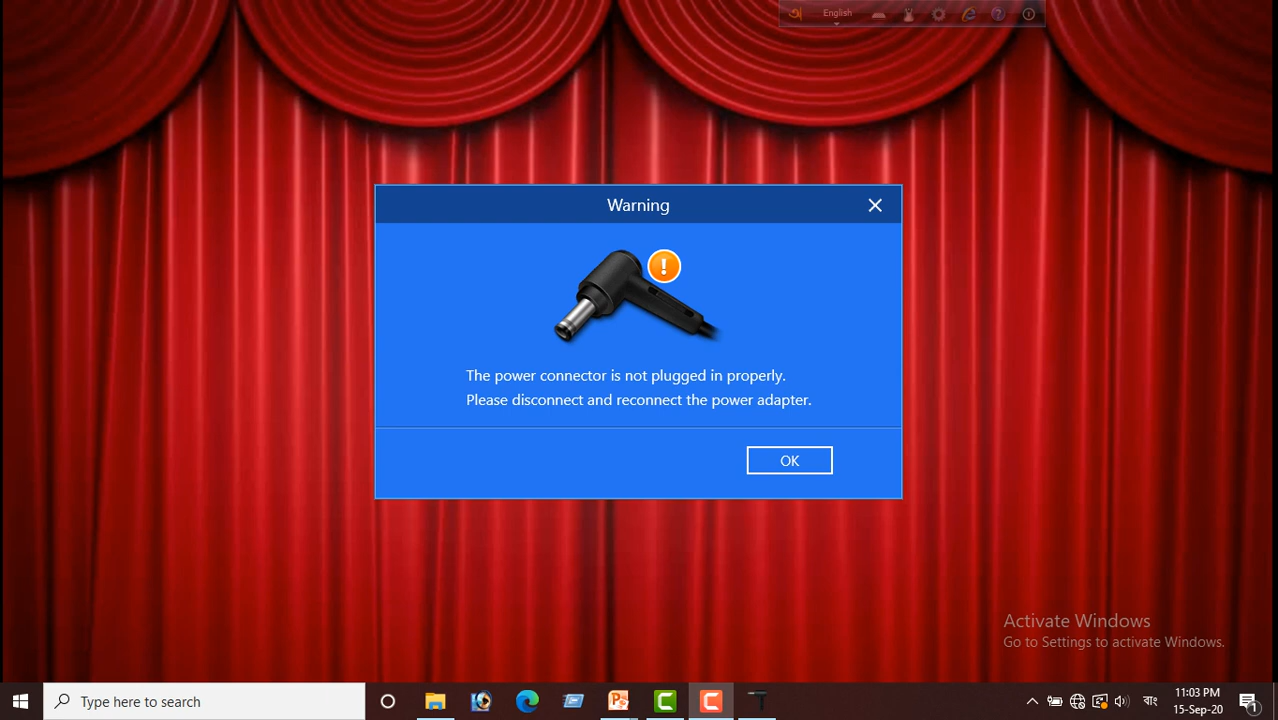 English
Warning
The power connector is not plugged in properly.
Please disconnect and reconnect the power adapter.
OK
Activate Windows
Go to Settings to activate Windows.
Type here to search
বাং
11:03 PM
15-Sep-20
1